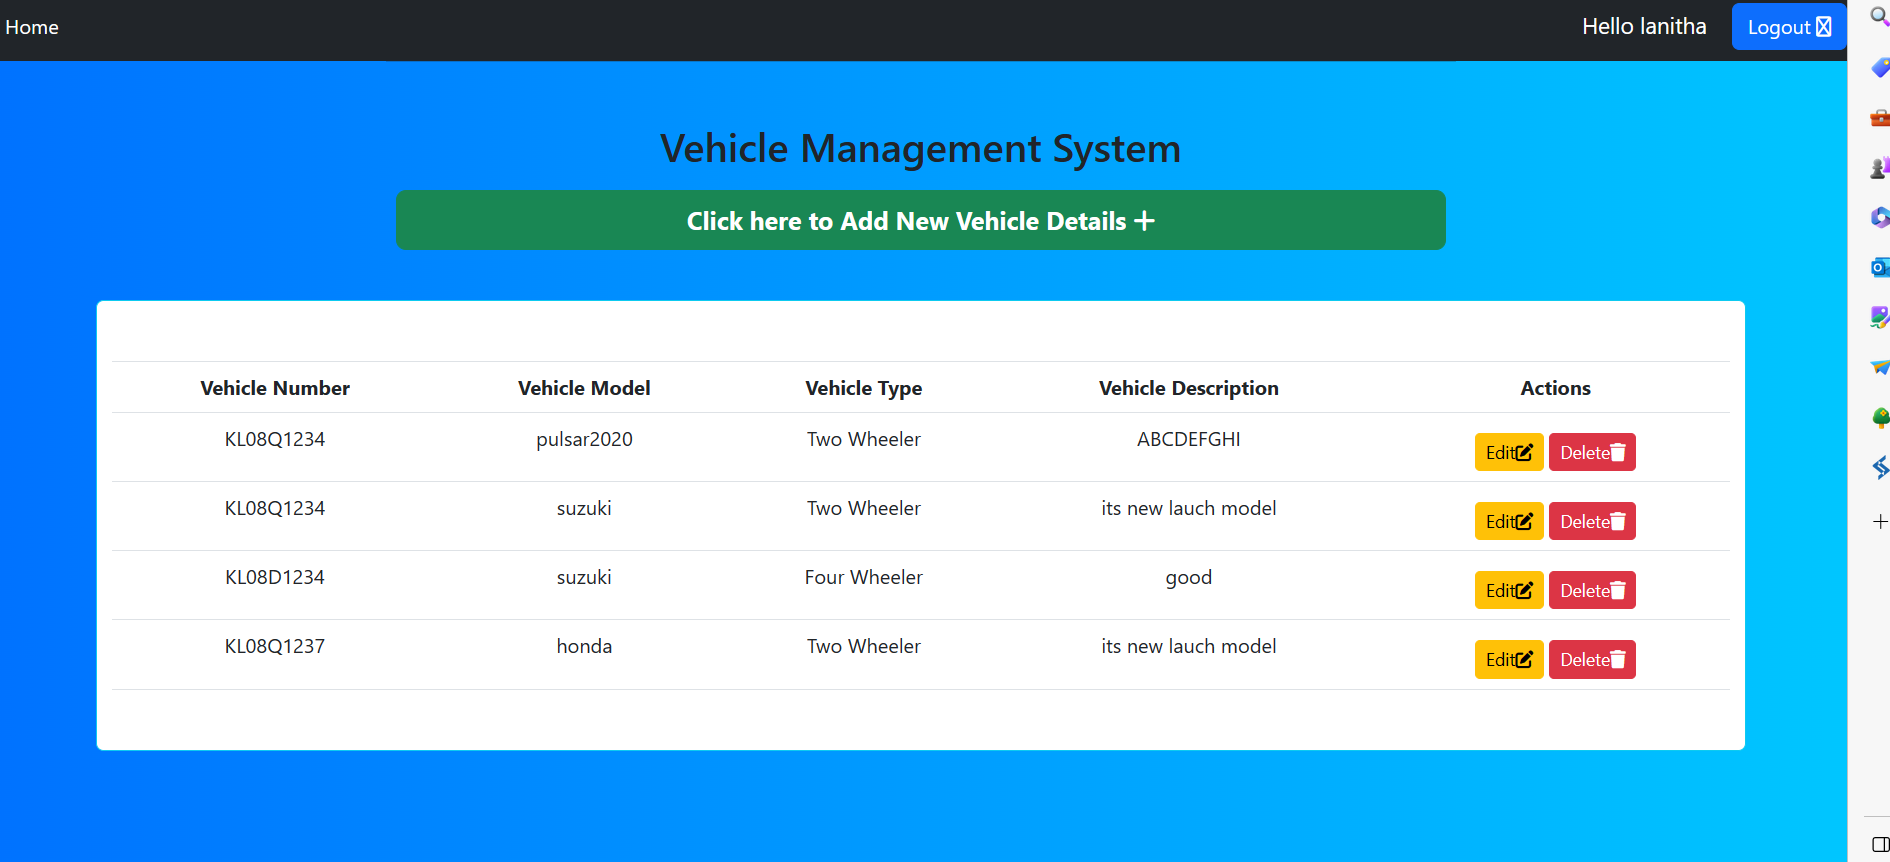 Home Hello lanitha Logout
Vehicle Management System
Click here to Add New Vehicle Details +
Vehicle Number Vehicle Model Vehicle Type Vehicle Description Actions
KL08Q1234 pulsar2020 Two Wheeler ABCDEFGHI Edit Delete
KL08Q1234 suzuki Two Wheeler its new lauch model Edit Delete
KL08D1234 suzuki Four Wheeler good Edit Delete
KL08Q1237 honda Two Wheeler its new lauch model Edit Delete